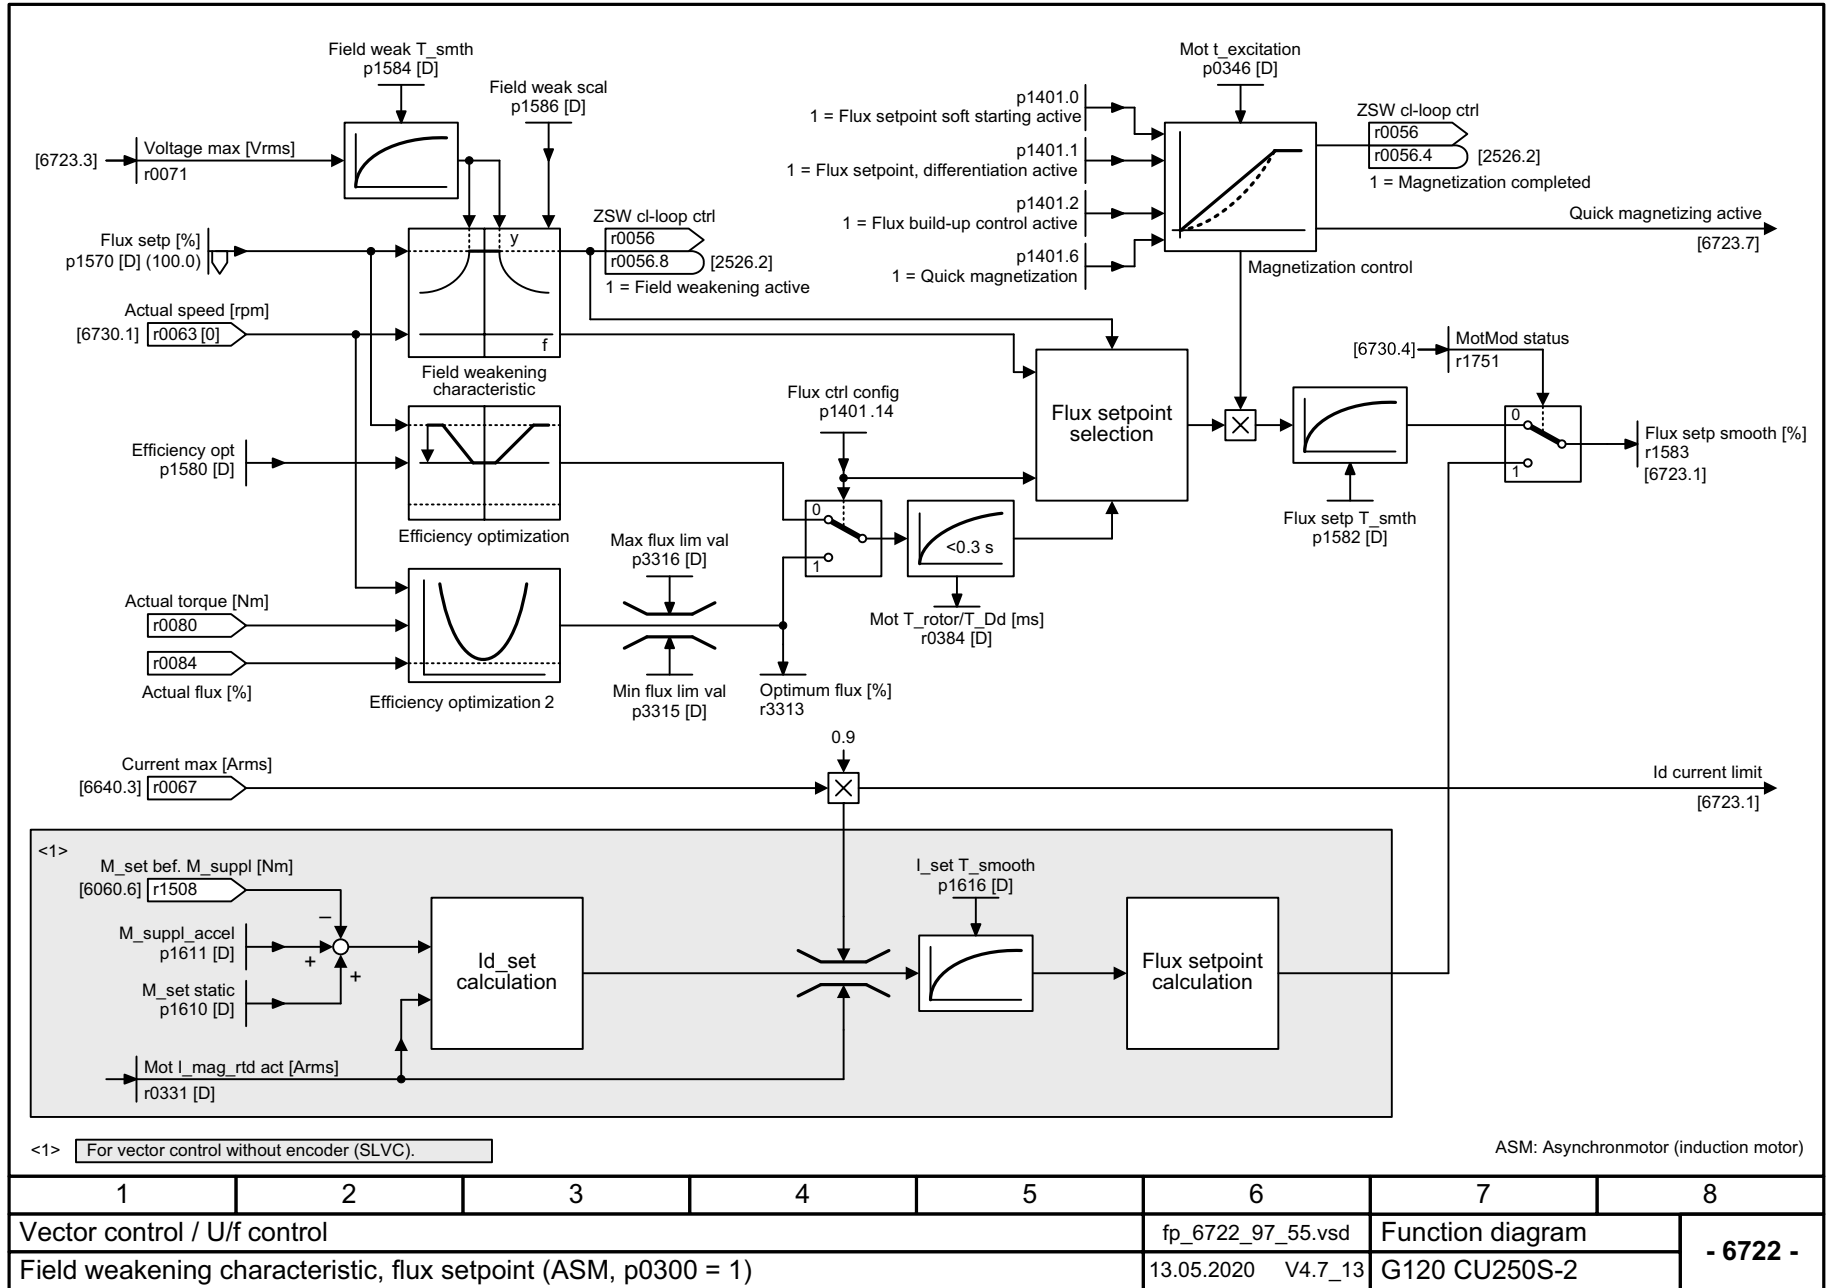 Field weak T_smth
p1584 [D]
Field weak scal
p1586 [D]
[6723.3]
Voltage max [Vrms]
r0071
Flux setp [%]
p1570 [D] (100.0)
y
f
Field weakening
characteristic
ZSW cl-loop ctrl
r0056
r0056.8
[2526.2]
1 = Field weakening active
Actual speed [rpm]
[6730.1]
r0063 [0]
Efficiency opt
p1580 [D]
Efficiency optimization
Actual torque [Nm]
r0080
r0084
Actual flux [%]
Efficiency optimization 2
Max flux lim val
p3316 [D]
Min flux lim val
p3315 [D]
Optimum flux [%]
r3313
Flux ctrl config
p1401.14
0
1
<0.3 s
Mot T_rotor/T_Dd [ms]
r0384 [D]
p1401.0
1 = Flux setpoint soft starting active
p1401.1
1 = Flux setpoint, differentiation active
p1401.2
1 = Flux build-up control active
p1401.6
1 = Quick magnetization
Mot t_excitation
p0346 [D]
Magnetization control
ZSW cl-loop ctrl
r0056
r0056.4
[2526.2]
1 = Magnetization completed
Quick magnetizing active
[6723.7]
Flux setpoint
selection
Flux setp T_smth
p1582 [D]
[6730.4]
MotMod status
r1751
0
1
Flux setp smooth [%]
r1583
[6723.1]
Current max [Arms]
[6640.3]
r0067
0.9
Id current limit
[6723.1]
<1>
M_set bef. M_suppl [Nm]
[6060.6]
r1508
–
M_suppl_accel
p1611 [D]
+
+
M_set static
p1610 [D]
Id_set
calculation
Mot I_mag_rtd act [Arms]
r0331 [D]
I_set T_smooth
p1616 [D]
Flux setpoint
calculation
<1>
For vector control without encoder (SLVC).
ASM: Asynchronmotor (induction motor)
1 2 3 4 5 6 7 8
Vector control / U/f control
fp_6722_97_55.vsd
Function diagram
- 6722 -
Field weakening characteristic, flux setpoint (ASM, p0300 = 1)
13.05.2020 V4.7_13
G120 CU250S-2